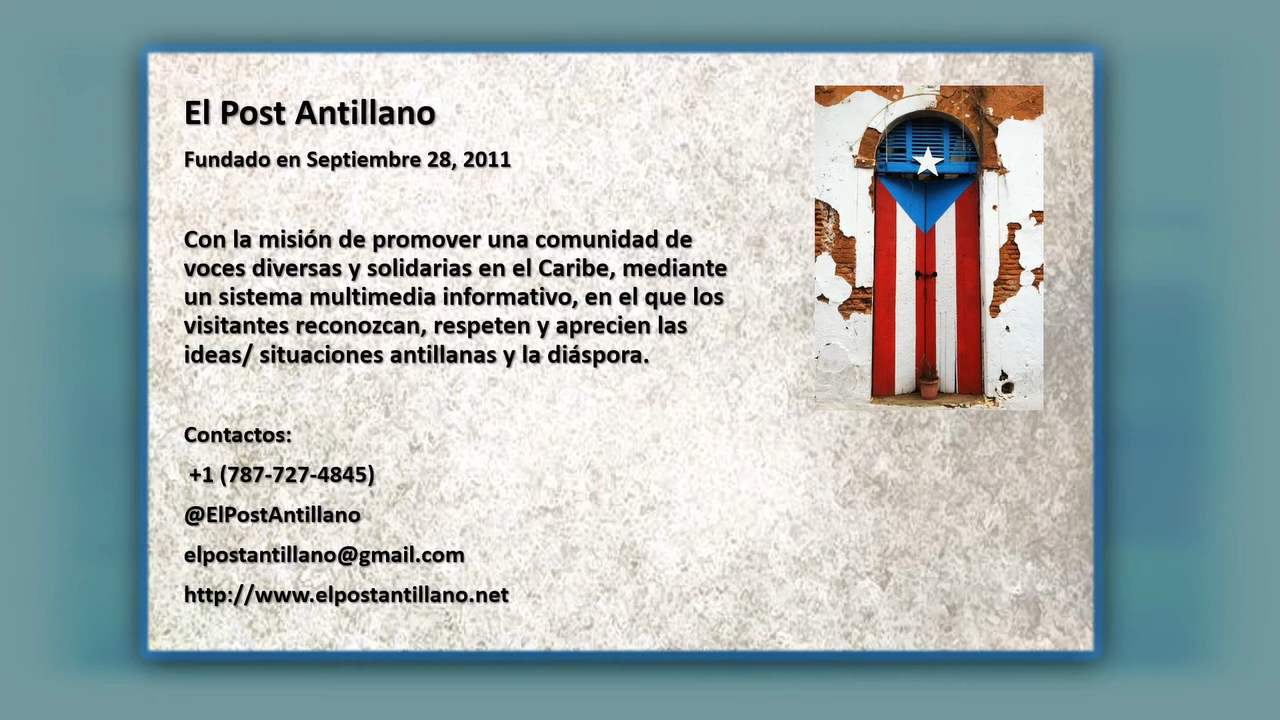 El Post Antillano
Fundado en Septiembre 28, 2011
Con la misión de promover una comunidad de
voces diversas y solidarias en el Caribe, mediante
un sistema multimedia informativo, en el que los
visitantes reconozcan, respeten y aprecien las
ideas/ situaciones antillanas y la diáspora.
Contactos:
+1 (787-727-4845)
@ElPostAntillano
elpostantillano@gmail.com
http://www.elpostantillano.net